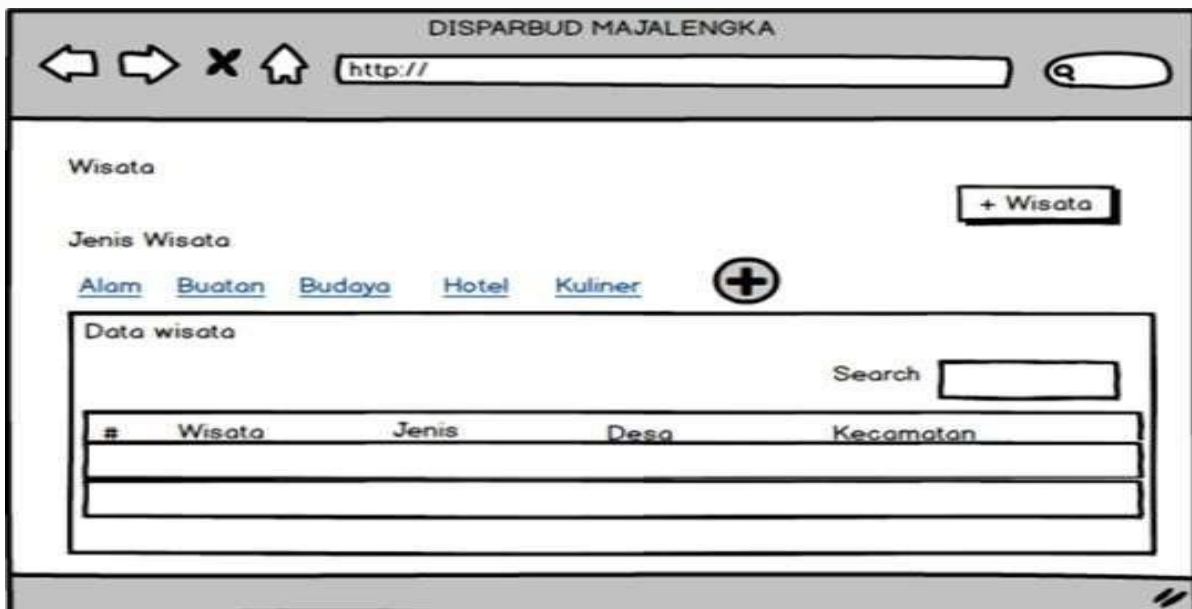 DISPARBUD MAJALENGKA
http://
Wisata
+ Wisata
Jenis Wisata
Alam Buatan Budaya Hotel Kuliner
Data wisata
Search
# Wisata Jenis Desa Kecamatan